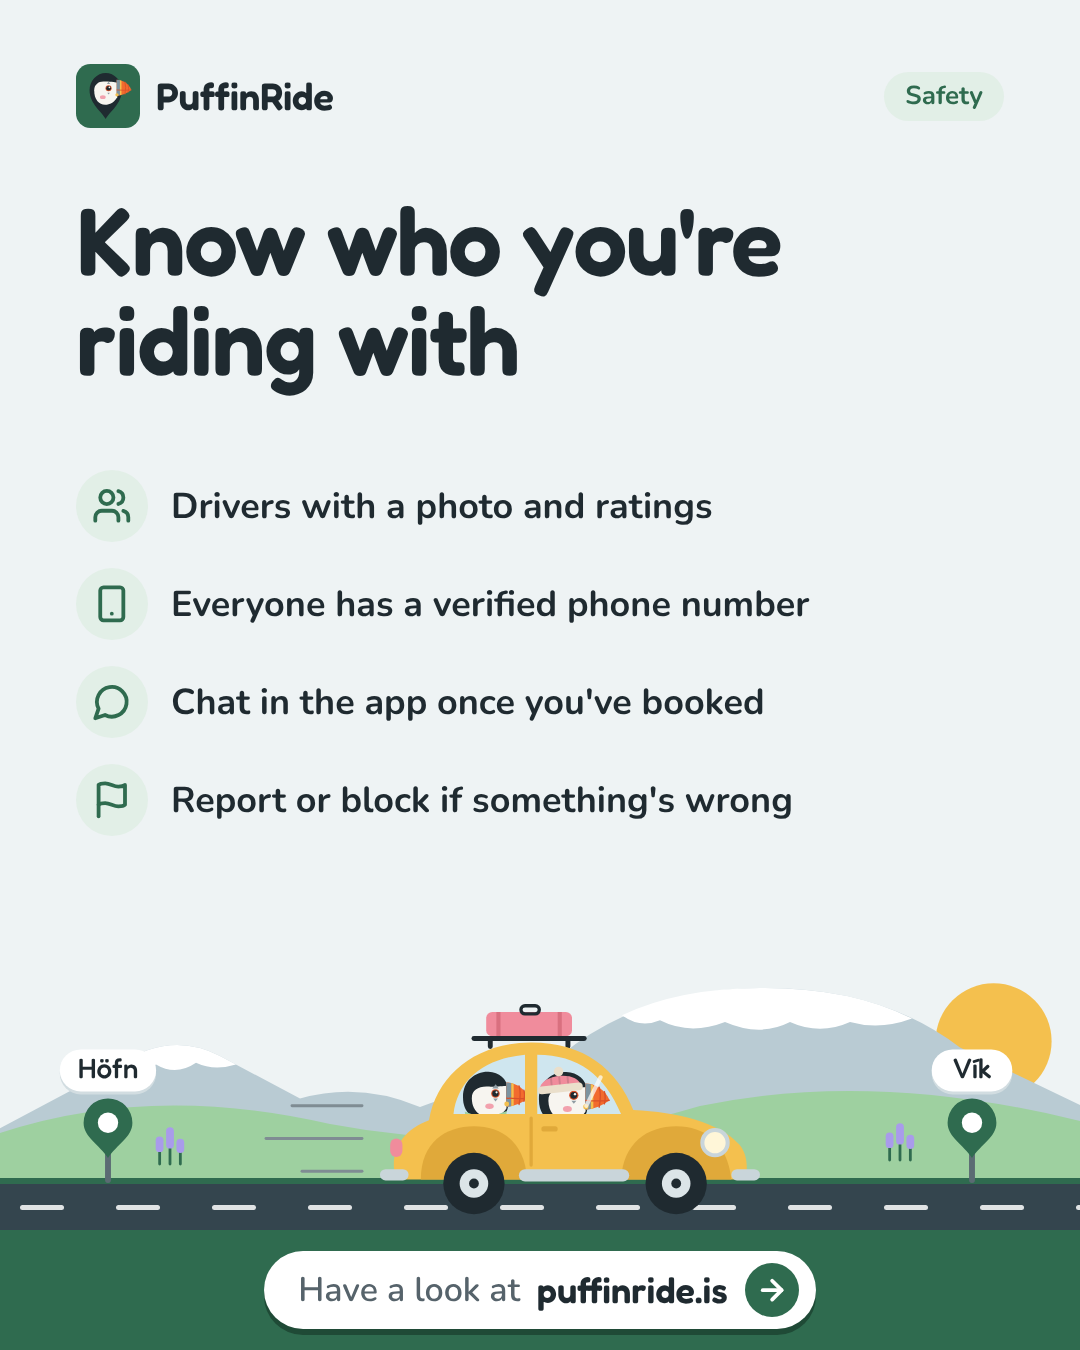 PuffinRide
Safety
Know who you're
riding with
Drivers with a photo and ratings
Everyone has a verified phone number
Chat in the app once you've booked
Report or block if something's wrong
Höfn
Vík
Have a look at puffinride.is